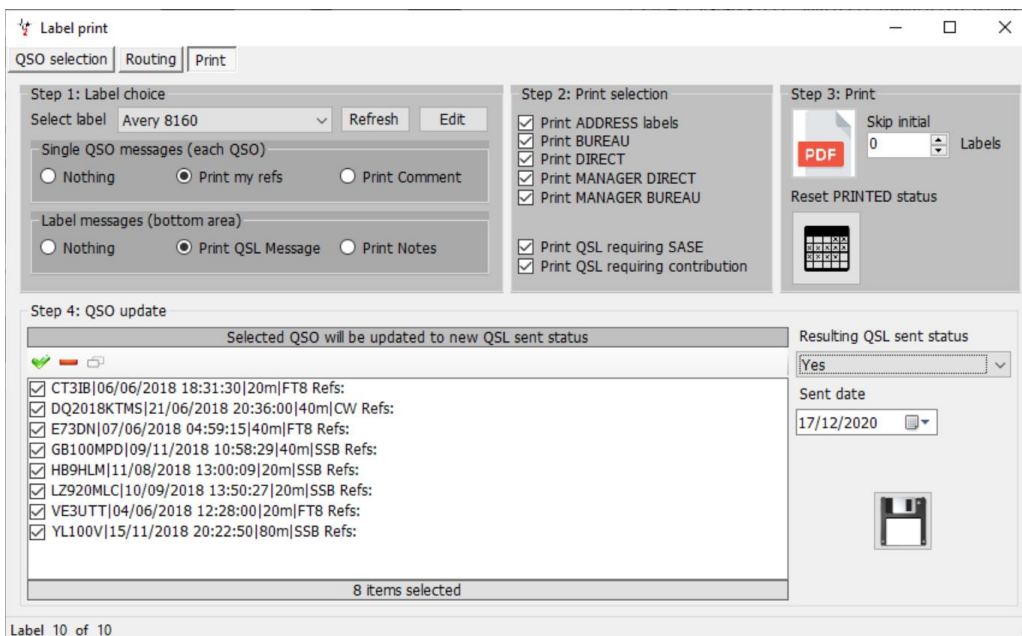 Label print
QSO selection Routing Print
Step 1: Label choice
Select label Avery 8160 Refresh Edit
Single QSO messages (each QSO)
Nothing Print my refs Print Comment
Label messages (bottom area)
Nothing Print QSL Message Print Notes
Step 2: Print selection
Print ADDRESS labels
Print BUREAU
Print DIRECT
Print MANAGER DIRECT
Print MANAGER BUREAU
Print QSL requiring SASE
Print QSL requiring contribution
Step 3: Print
PDF
Skip initial
0 Labels
Reset PRINTED status
Step 4: QSO update
Selected QSO will be updated to new QSL sent status
CT3IB|06/06/2018 18:31:30|20m|FT8 Refs:
DQ2018KTMS|21/06/2018 20:36:00|40m|CW Refs:
E73DN|07/06/2018 04:59:15|40m|FT8 Refs:
GB100MPD|09/11/2018 10:58:29|40m|SSB Refs:
HB9HLM|11/08/2018 13:00:09|20m|SSB Refs:
LZ920MLC|10/09/2018 13:50:27|20m|SSB Refs:
VE3UTT|04/06/2018 12:28:00|20m|FT8 Refs:
YL100V|15/11/2018 20:22:50|80m|SSB Refs:
8 items selected
Resulting QSL sent status
Yes
Sent date
17/12/2020
Label 10 of 10